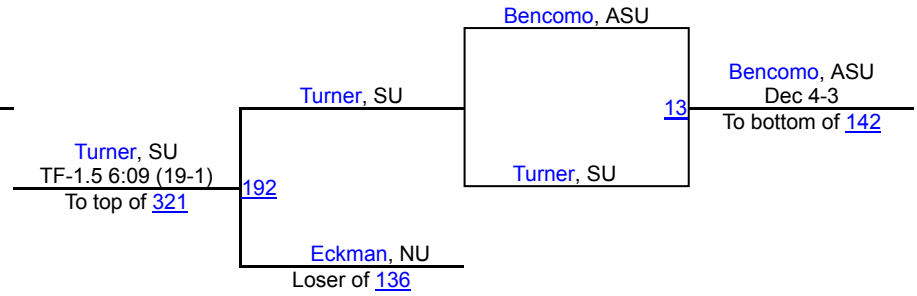 Bencomo, ASU
Bencomo, ASU
Dec 4-3
13
To bottom of 142
Turner, SU
Turner, SU
Turner, SU
TF-1.5 6:09 (19-1)
192
To top of 321
Eckman, NU
Loser of 136